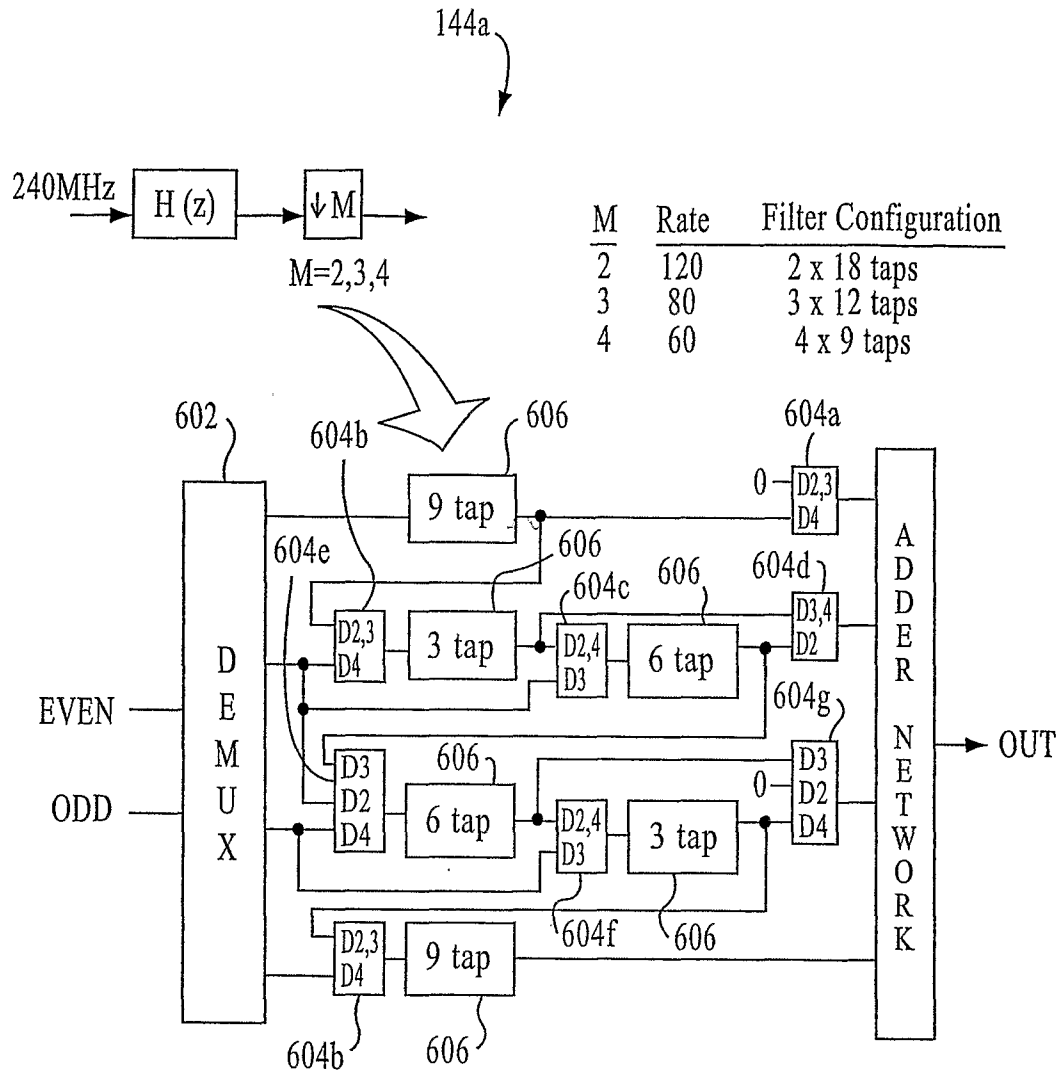 144a
240MHz
H (z)
↓ M
M=2,3,4
M Rate Filter Configuration
2 120 2 x 18 taps
3 80 3 x 12 taps
4 60 4 x 9 taps
602
604b
606
604a
9 tap
0
D2,3
D4
604e
606
604c
606
604d
D2,3
D4
3 tap
D2,4
D3
6 tap
D3,4
D2
EVEN
ODD
DEMUX
604g
606
D3
D2
D4
6 tap
D2,4
D3
3 tap
D3
0
D2
D4
ADDER NETWORK
OUT
604f
606
D2,3
D4
9 tap
604b
606